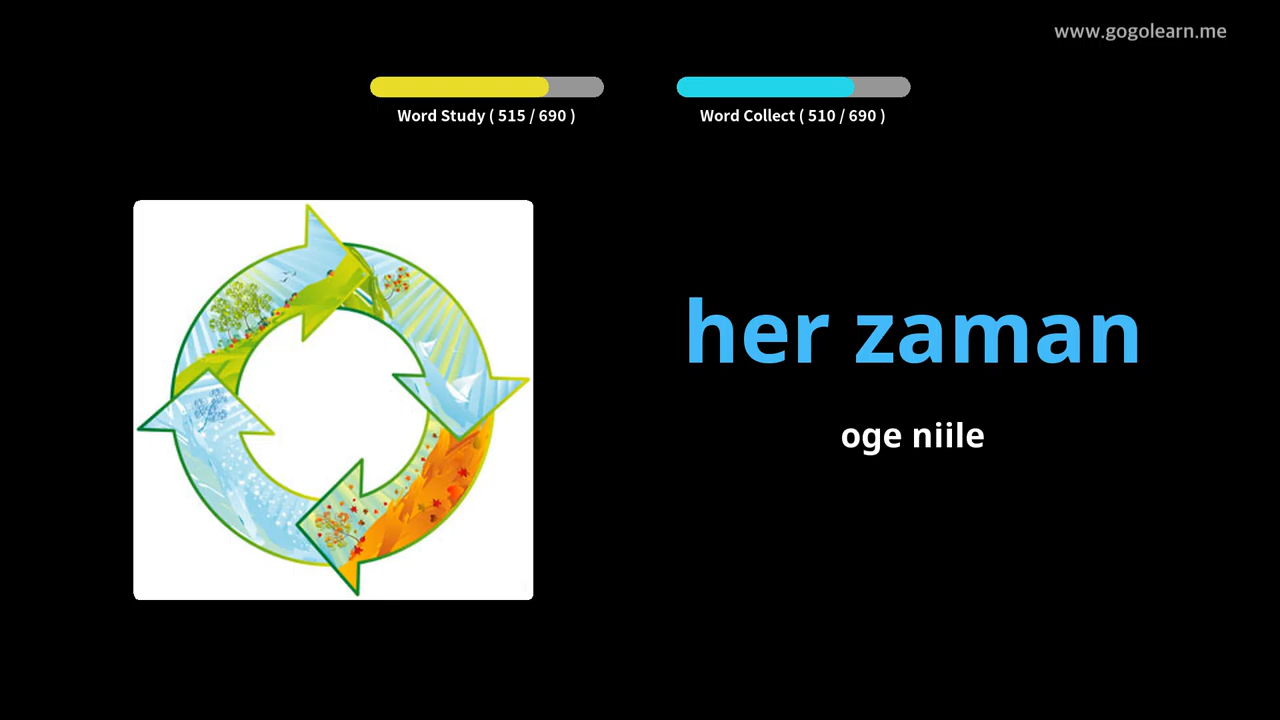 www.gogolearn.me
Word Study ( 515 / 690 )
Word Collect ( 510 / 690 )
her zaman
oge niile